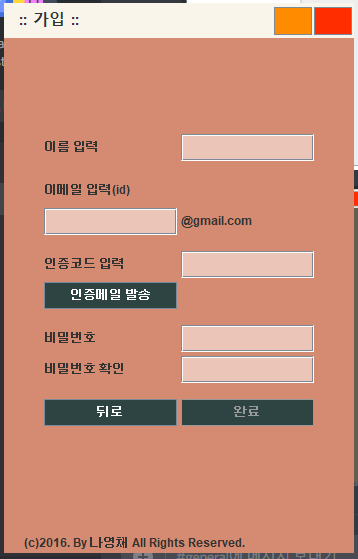 :: 가입 ::
이름 입력
이메일 입력(id)
@gmail.com
인증코드 입력
인증메일 발송
비밀번호
비밀번호 확인
뒤로 완료
(c)2016. By 나영채 All Rights Reserved.